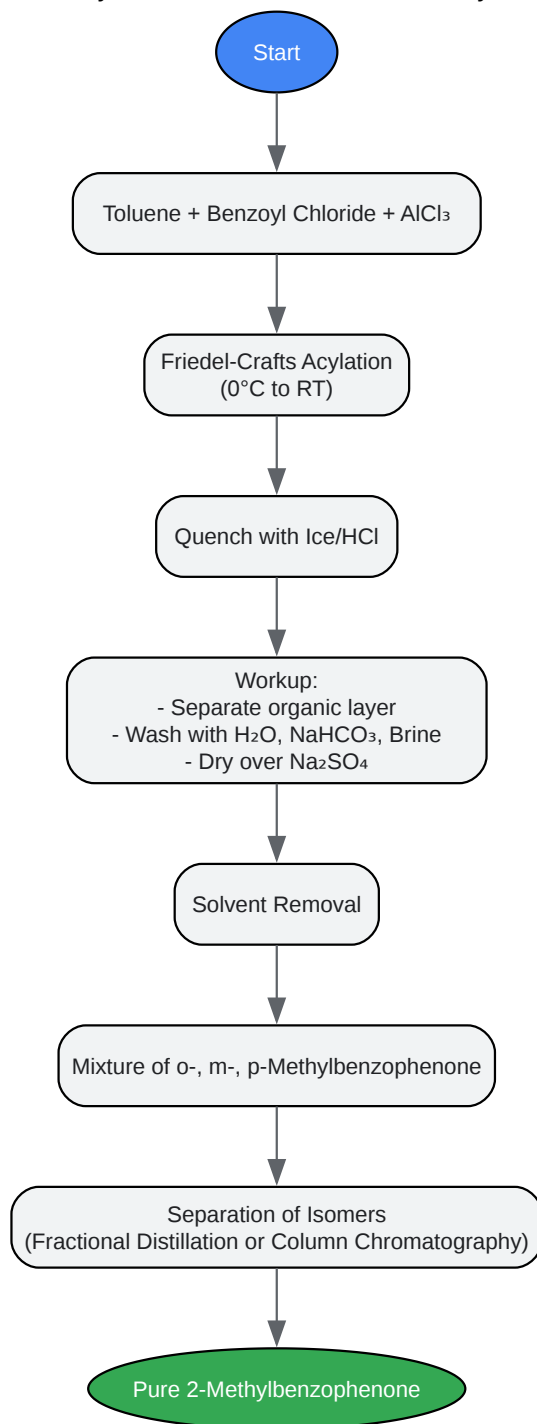 Start
Toluene + Benzoyl Chloride + AlCl₃
Friedel-Crafts Acylation
(0°C to RT)
Quench with Ice/HCl
Workup:
- Separate organic layer
- Wash with H₂O, NaHCO₃, Brine
- Dry over Na₂SO₄
Solvent Removal
Mixture of o-, m-, p-Methylbenzophenone
Separation of Isomers
(Fractional Distillation or Column Chromatography)
Pure 2-Methylbenzophenone